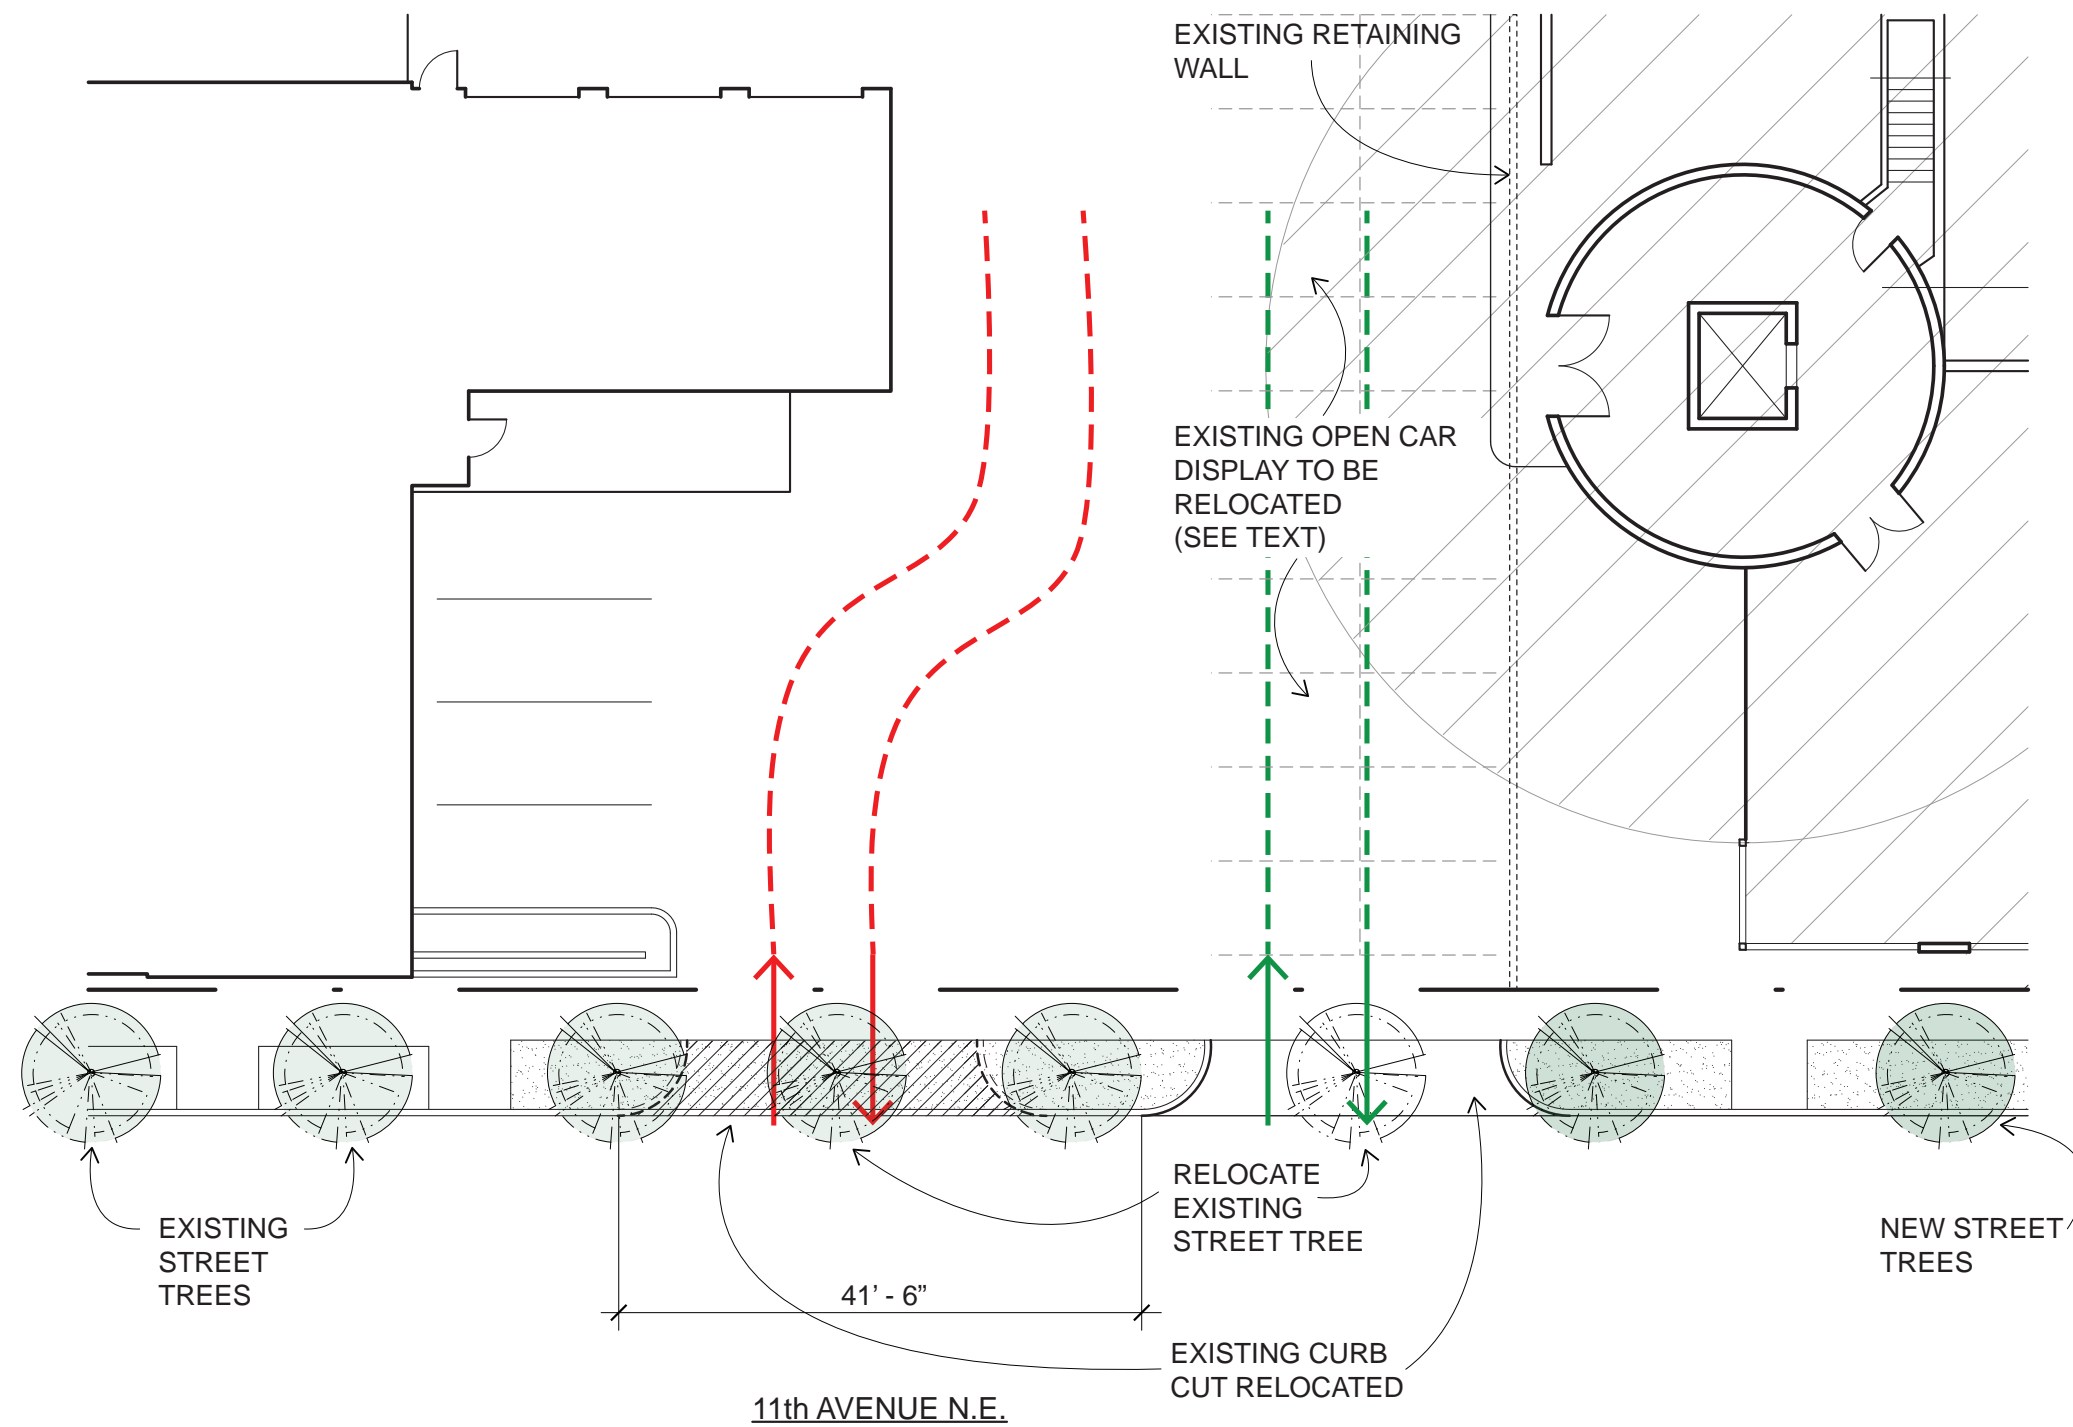 EXISTING RETAINING
WALL
EXISTING OPEN CAR
DISPLAY TO BE
RELOCATED
(SEE TEXT)
RELOCATE
EXISTING
STREET TREE
EXISTING
STREET
TREES
NEW STREET
TREES
41’ - 6”
EXISTING CURB
CUT RELOCATED
11th AVENUE N.E.